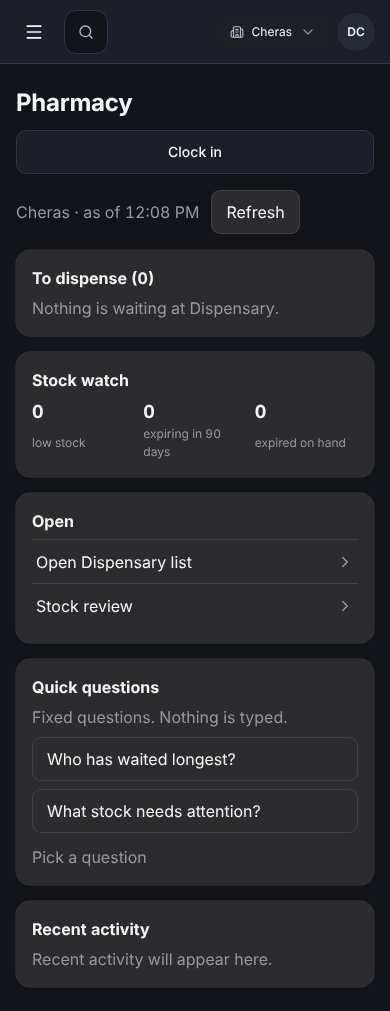 Cheras
DC
Pharmacy
Clock in
Cheras · as of 12:08 PM
Refresh
To dispense (0)
Nothing is waiting at Dispensary.
Stock watch
0
low stock
0
expiring in 90
days
0
expired on hand
Open
Open Dispensary list
Stock review
Quick questions
Fixed questions. Nothing is typed.
Who has waited longest?
What stock needs attention?
Pick a question
Recent activity
Recent activity will appear here.